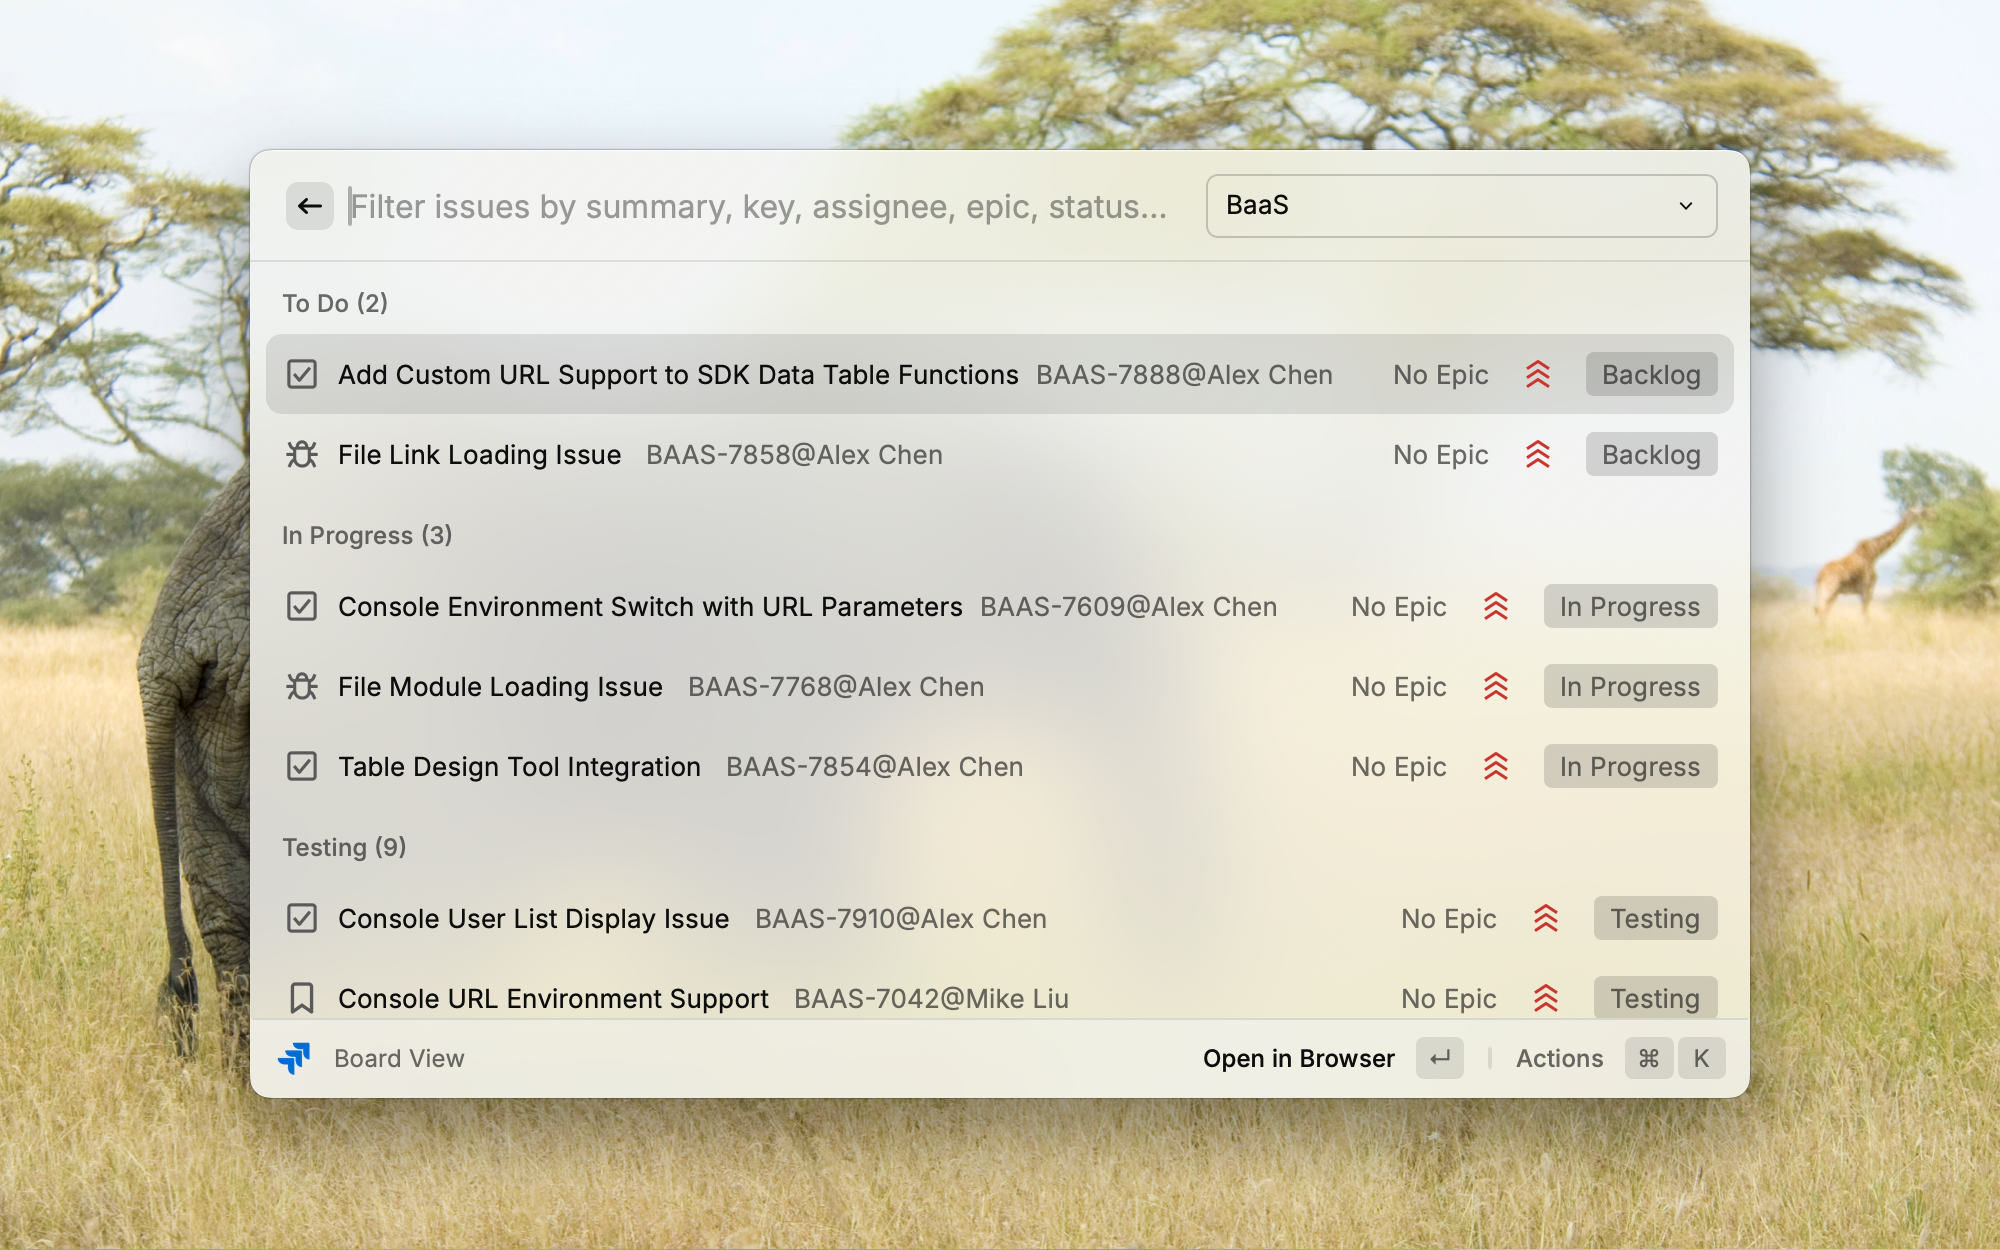 Filter issues by summary, key, assignee, epic, status...
BaaS
To Do (2)
Add Custom URL Support to SDK Data Table Functions BAAS-7888@Alex Chen No Epic Backlog
File Link Loading Issue BAAS-7858@Alex Chen No Epic Backlog
In Progress (3)
Console Environment Switch with URL Parameters BAAS-7609@Alex Chen No Epic In Progress
File Module Loading Issue BAAS-7768@Alex Chen No Epic In Progress
Table Design Tool Integration BAAS-7854@Alex Chen No Epic In Progress
Testing (9)
Console User List Display Issue BAAS-7910@Alex Chen No Epic Testing
Console URL Environment Support BAAS-7042@Mike Liu No Epic Testing
Board View Open in Browser ↵ Actions ⌘ K